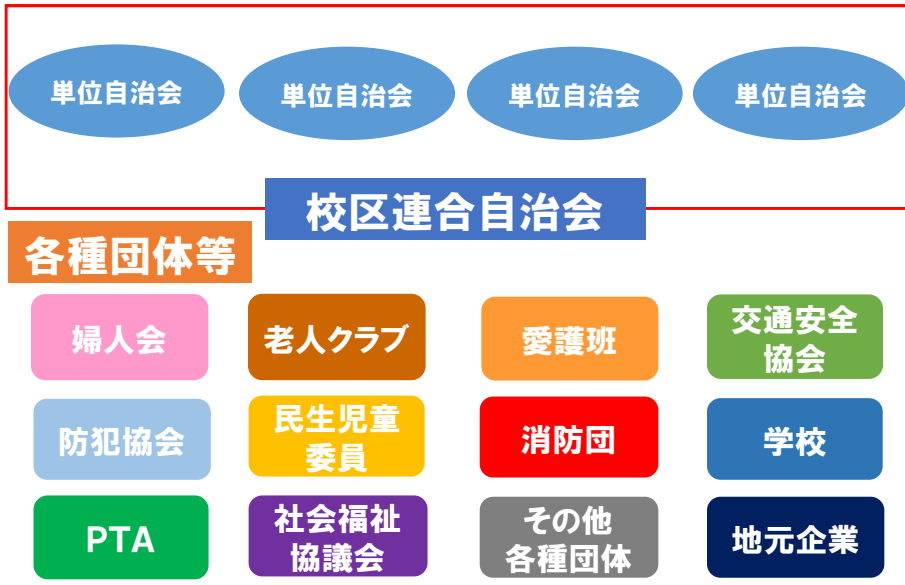 単位自治会
単位自治会
単位自治会
単位自治会
校区連合自治会
各種団体等
婦人会
老人クラブ
愛護班
交通安全
協会
防犯協会
民生児童
委員
消防団
学校
PTA
社会福祉
協議会
その他
各種団体
地元企業